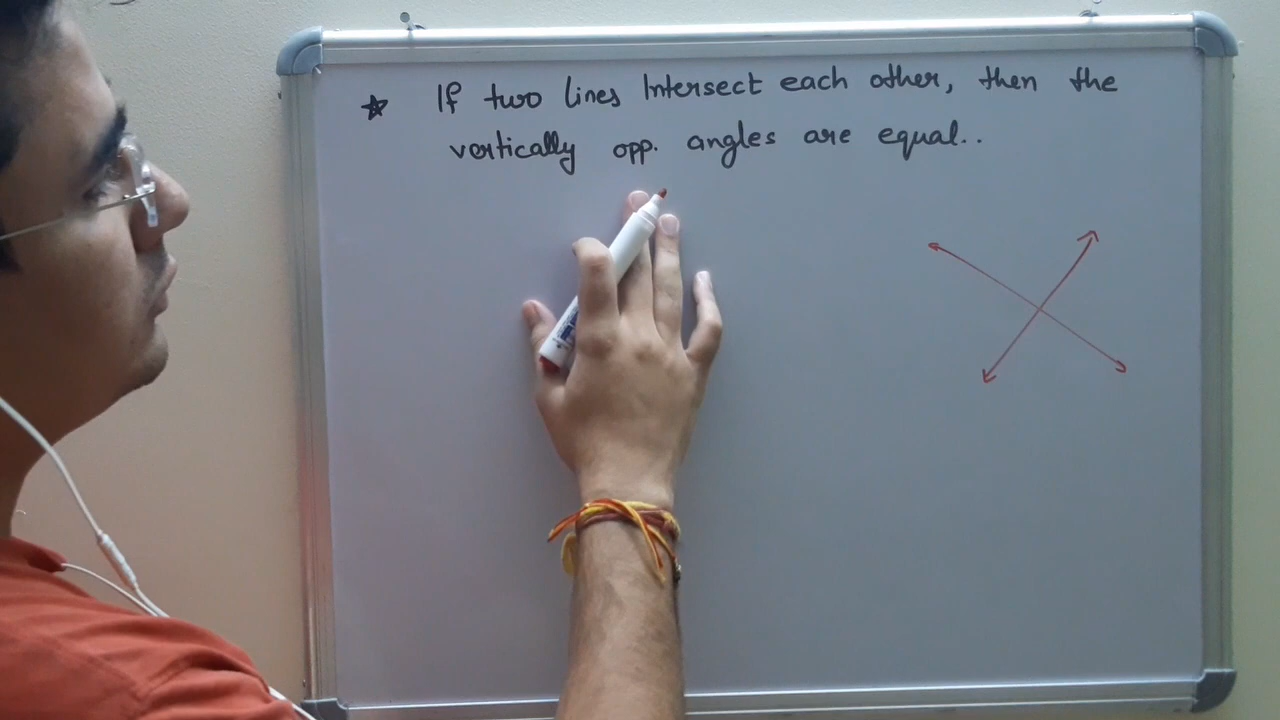 If two lines Intersect each other, then the
vertically opp. angles are equal..